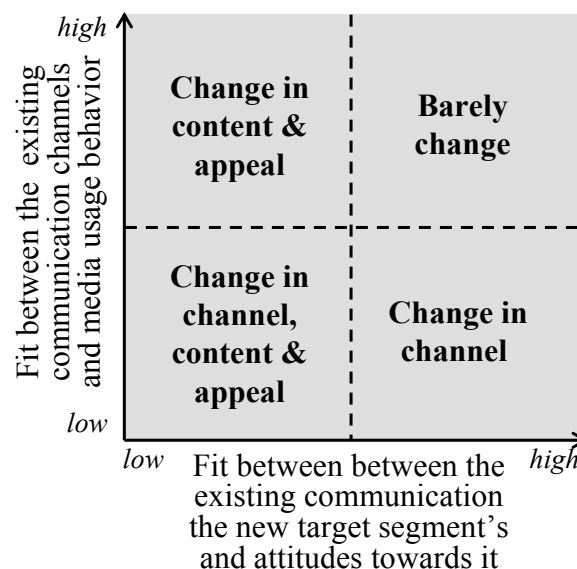 high
Fit between the existing
communication channels
and media usage behavior
Change in
content &
appeal
Barely
change
Change in
channel,
content &
appeal
Change in
channel
low
low
high
Fit between between the
existing communication
the new target segment's
and attitudes towards it